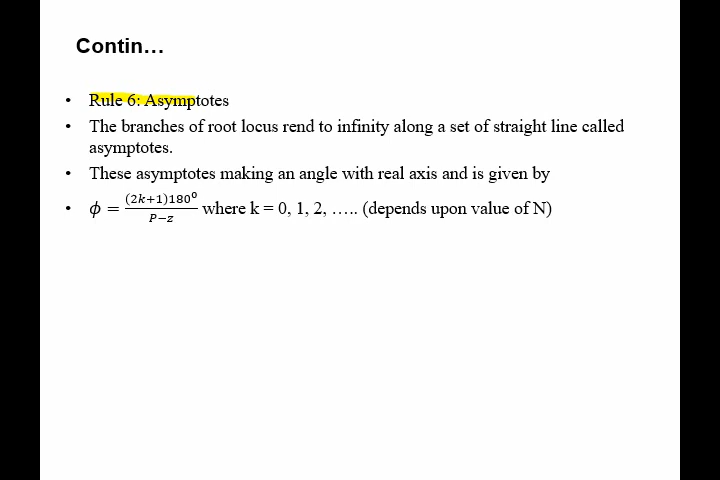 Contin…
• Rule 6: Asymptotes
• The branches of root locus rend to infinity along a set of straight line called
asymptotes.
• These asymptotes making an angle with real axis and is given by
• ϕ = (2k+1)180⁰ / P−z where k = 0, 1, 2, ….. (depends upon value of N)